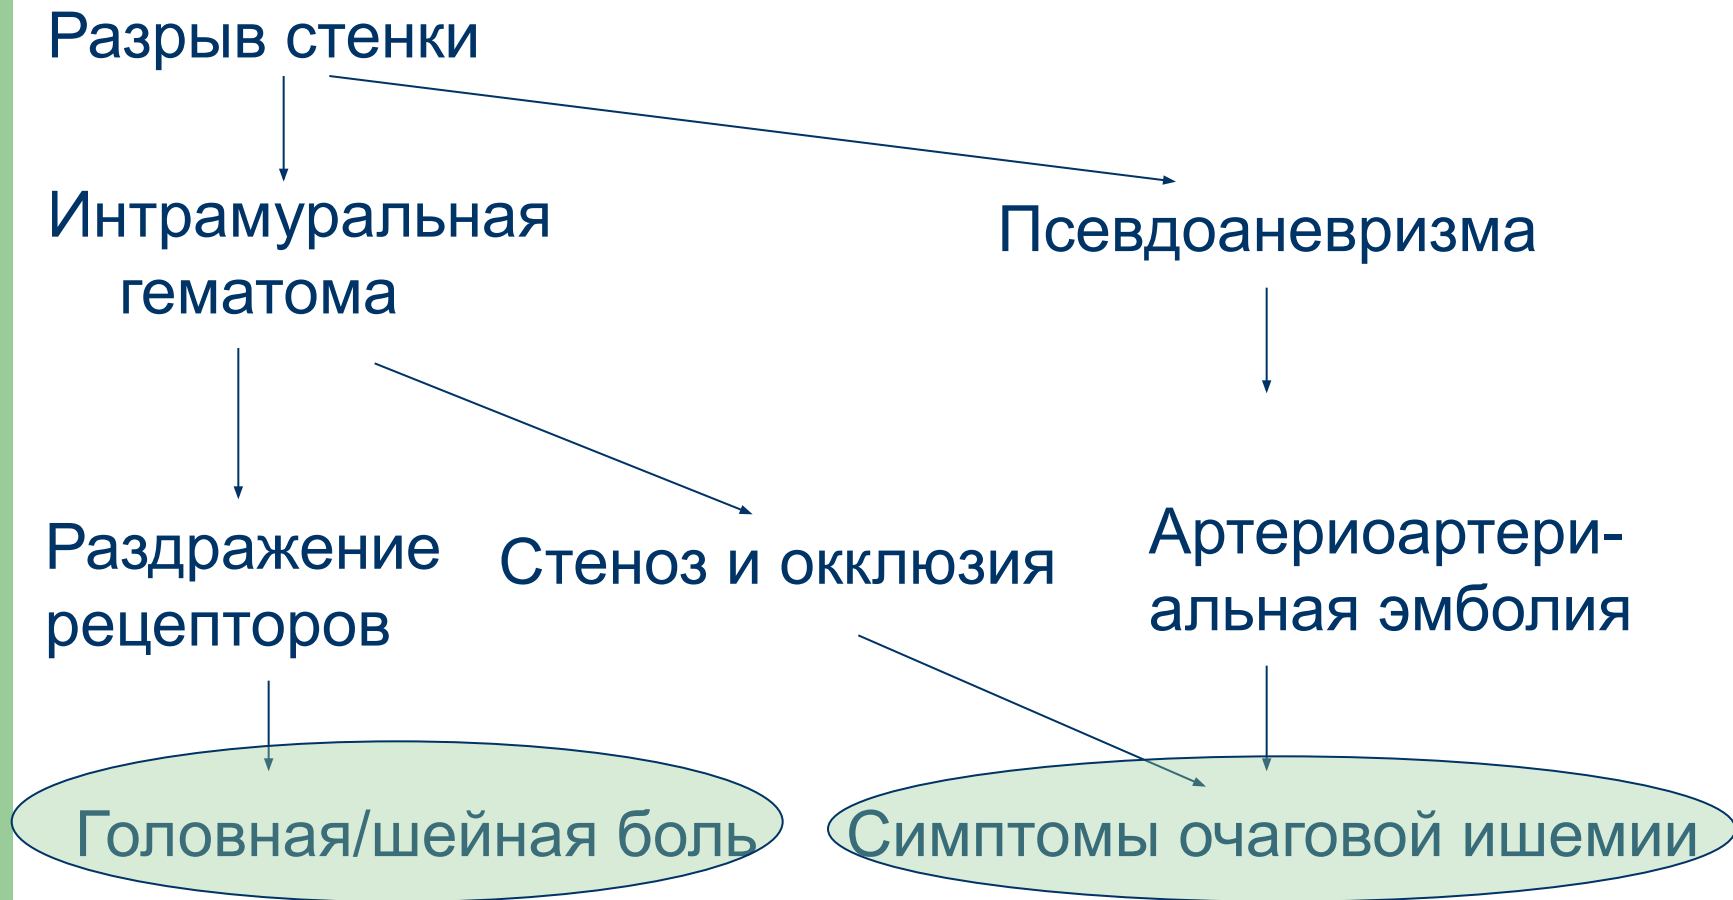 Разрыв стенки
Интрамуральная
гематома
Псевдоаневризма
Раздражение
рецепторов
Стеноз и окклюзия
Артериоартери-
альная эмболия
Головная/шейная боль
Симптомы очаговой ишемии